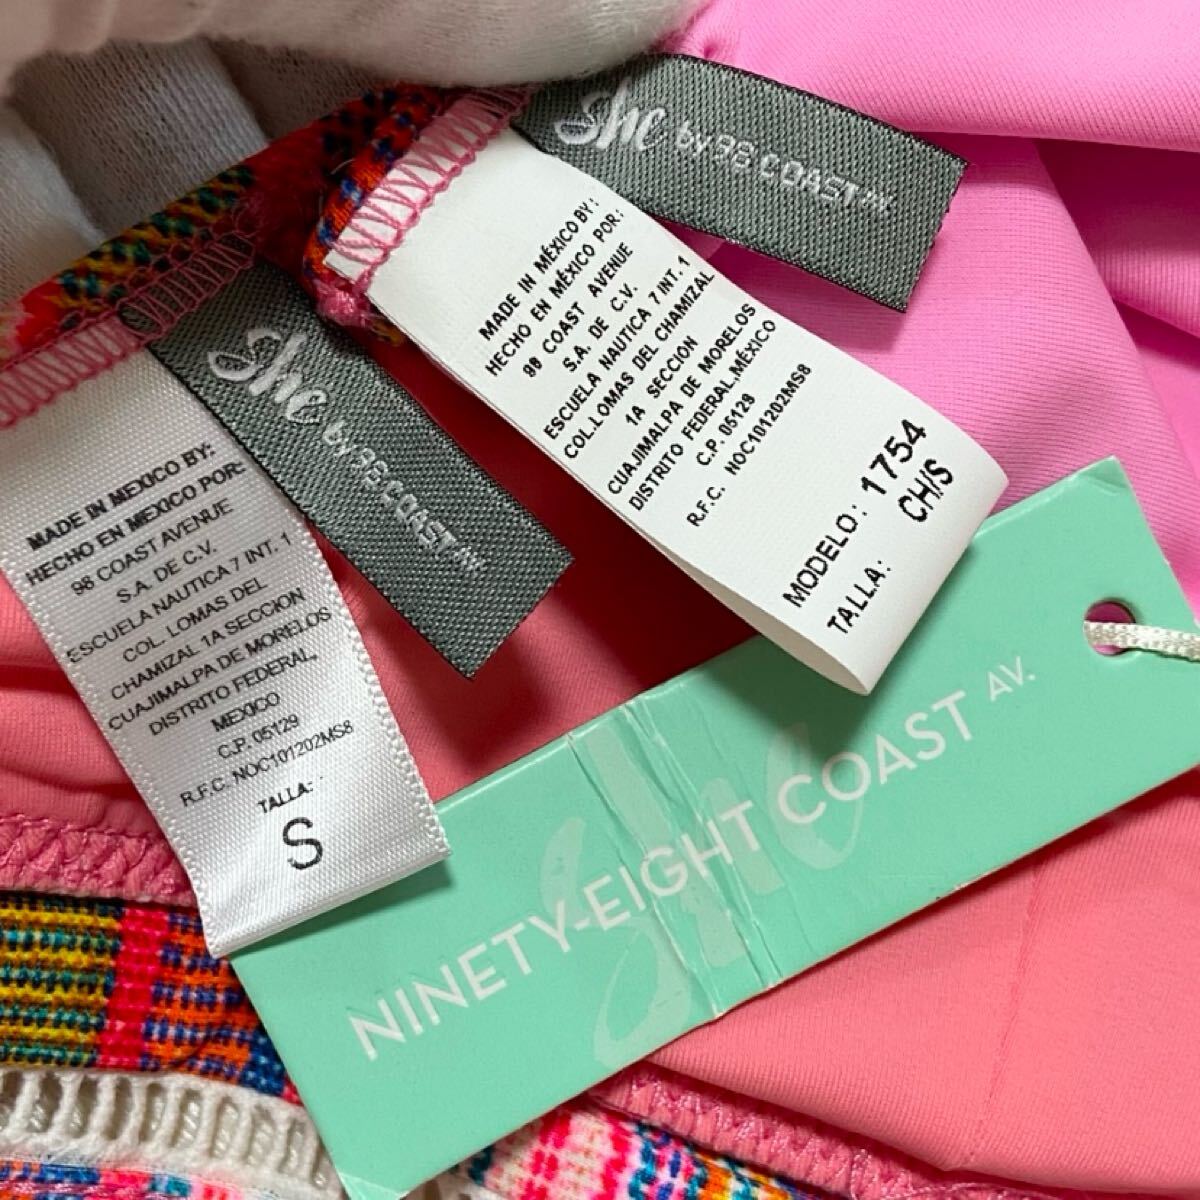 she by 98 COAST™
MADE IN MEXICO BY:
HECHO EN MEXICO POR:
98 COAST AVENUE
S.A. DE C.V.
ESCUELA NAUTICA 7 INT. 1
COL. LOMAS DEL
CHAMIZAL 1A SECCION
CUAJIMALPA DE MORELOS
DISTRITO FEDERAL,
MEXICO
C.P. 05129
R.F.C. NOC101202MS8
TALLA:
S
she by 98 COAST™
MADE IN MÉXICO BY:
HECHO EN MÉXICO POR:
98 COAST AVENUE
S.A. DE C.V.
ESCUELA NAUTICA 7 INT. 1
COL.LOMAS DEL CHAMIZAL
1A SECCION
CUAJIMALPA DE MORELOS
DISTRITO FEDERAL,MÉXICO
C.P. 05129
R.F.C. NOC101202MS8
MODELO: 1754
TALLA: CH/S
she
NINETY-EIGHT COAST AV.